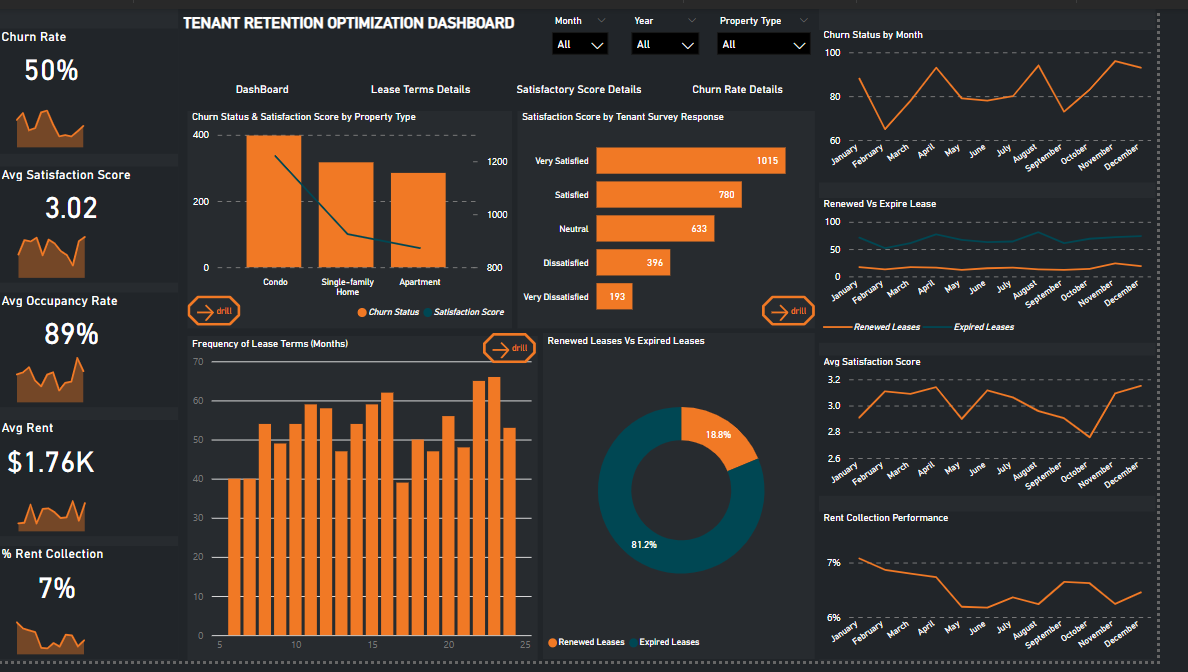 TENANT RETENTION OPTIMIZATION DASHBOARD
Month
Year
Property Type
All
All
All
DashBoard
Lease Terms Details
Satisfactory Score Details
Churn Rate Details
Churn Rate
50%
Avg Satisfaction Score
3.02
Avg Occupancy Rate
89%
Avg Rent
$1.76K
% Rent Collection
7%
Churn Status & Satisfaction Score by Property Type
400
200
0
1200
1000
800
Condo
Single-family
Home
Apartment
Churn Status
Satisfaction Score
drill
Satisfaction Score by Tenant Survey Response
Very Satisfied
1015
Satisfied
780
Neutral
633
Dissatisfied
396
Very Dissatisfied
193
drill
Frequency of Lease Terms (Months)
drill
70
60
50
40
30
20
10
0
5
10
15
20
25
Renewed Leases Vs Expired Leases
18.8%
81.2%
Renewed Leases
Expired Leases
Churn Status by Month
100
80
60
January
February
March
April
May
June
July
August
September
October
November
December
Renewed Vs Expire Lease
100
50
0
January
February
March
April
May
June
July
August
September
October
November
December
Renewed Leases
Expired Leases
Avg Satisfaction Score
3.2
3.0
2.8
2.6
January
February
March
April
May
June
July
August
September
October
November
December
Rent Collection Performance
7%
6%
January
February
March
April
May
June
July
August
September
October
November
December